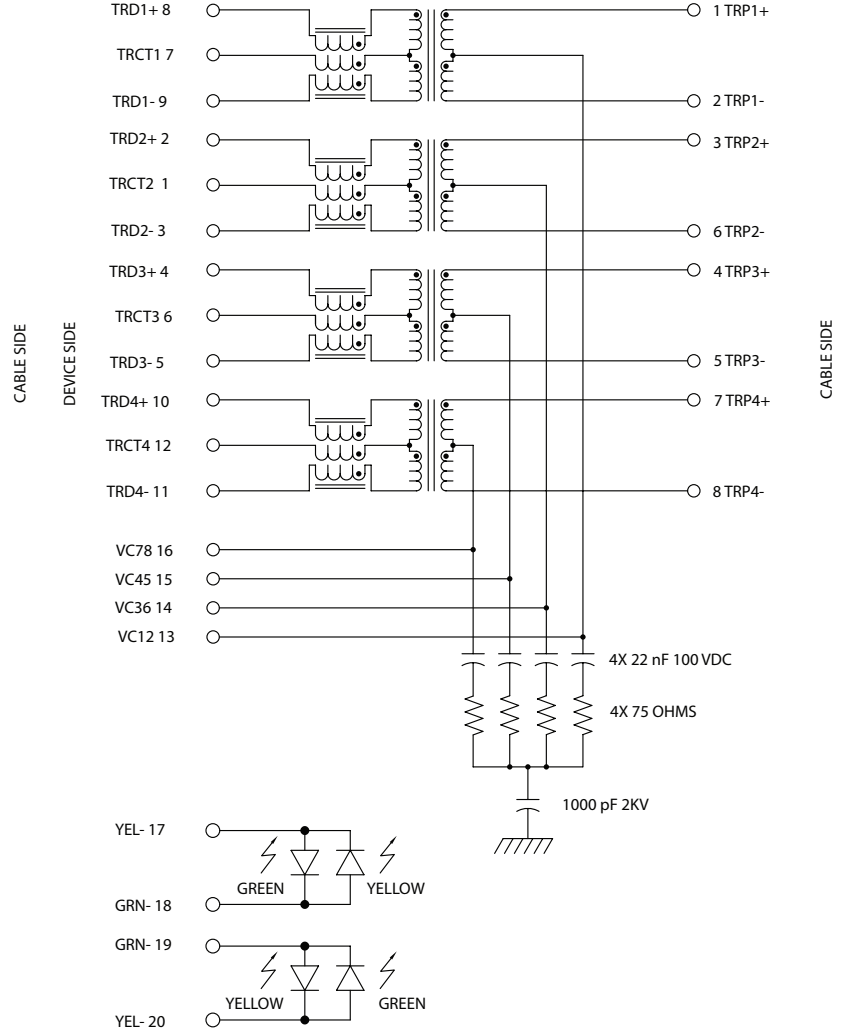 TRD1+ 8
1 TRP1+
TRCT1 7
TRD1- 9
2 TRP1-
TRD2+ 2
3 TRP2+
TRCT2 1
TRD2- 3
6 TRP2-
TRD3+ 4
4 TRP3+
TRCT3 6
CABLE SIDE
DEVICE SIDE
CABLE SIDE
TRD3- 5
5 TRP3-
TRD4+ 10
7 TRP4+
TRCT4 12
TRD4- 11
8 TRP4-
VC78 16
VC45 15
VC36 14
VC12 13
4X 22 nF 100 VDC
4X 75 OHMS
1000 pF 2KV
YEL- 17
GREEN
YELLOW
GRN- 18
GRN- 19
YELLOW
GREEN
YEL- 20